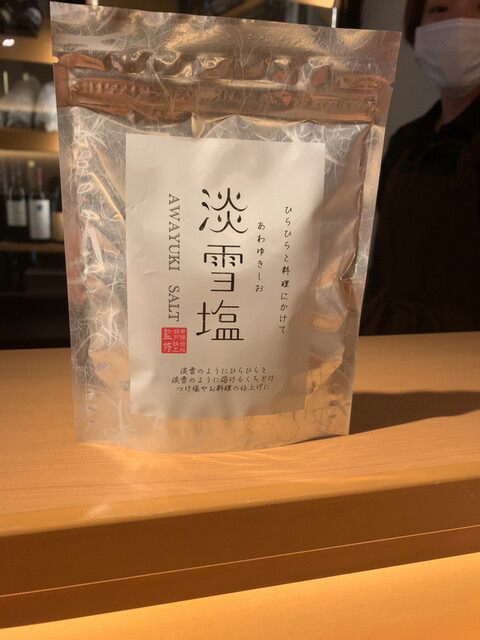 ひらひらと料理にかけて
あわゆきしお
淡雪塩
AWAYUKI SALT
淡雪のようにひらひらと
淡雪のように溶けるくちどけ
つけ塩やお料理の仕上げに